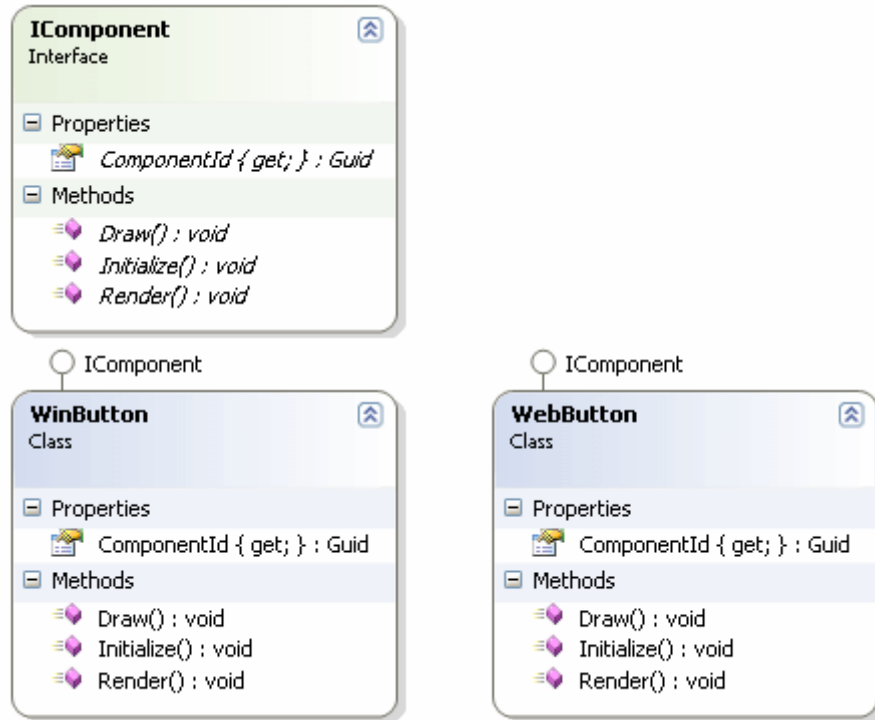 IComponent
Interface
Properties
ComponentId { get; } : Guid
Methods
Draw() : void
Initialize() : void
Render() : void
IComponent
WinButton
Class
Properties
ComponentId { get; } : Guid
Methods
Draw() : void
Initialize() : void
Render() : void
IComponent
WebButton
Class
Properties
ComponentId { get; } : Guid
Methods
Draw() : void
Initialize() : void
Render() : void